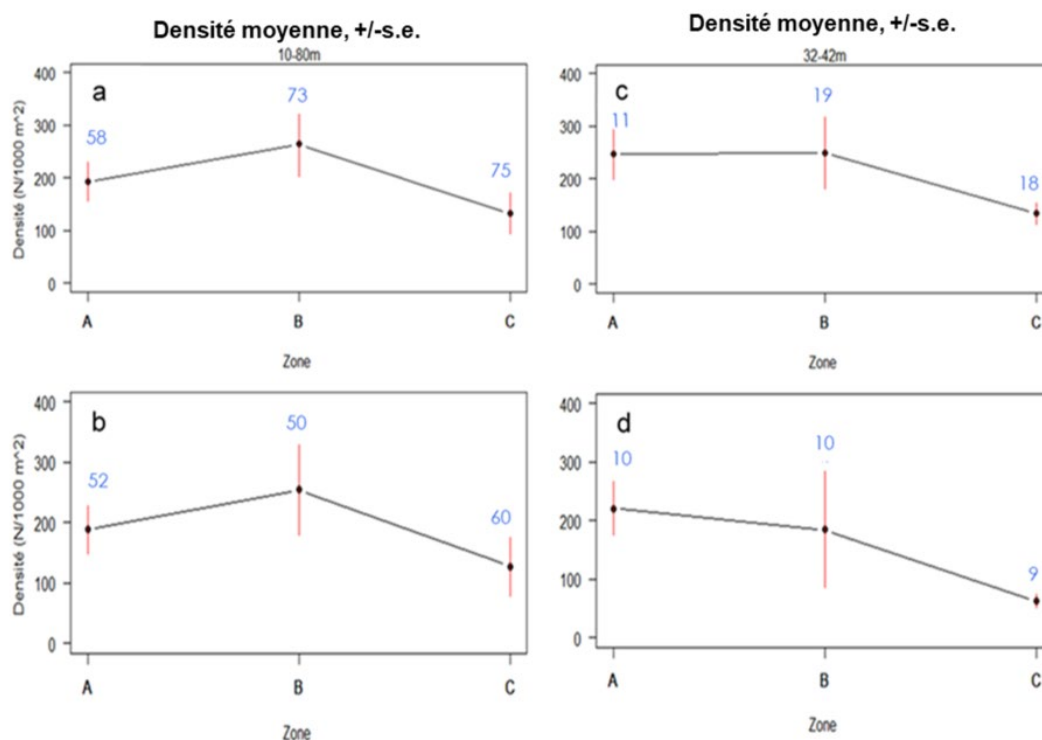 Densité moyenne, +/-s.e.
10-80m
Densité (N/1000 m^2)
400
300
200
100
0
a
58
73
75
A
B
C
Zone
Densité moyenne, +/-s.e.
32-42m
400
300
200
100
0
c
11
19
18
A
B
C
Zone
Densité (N/1000 m^2)
400
300
200
100
0
b
52
50
60
A
B
C
Zone
400
300
200
100
0
d
10
10
9
A
B
C
Zone